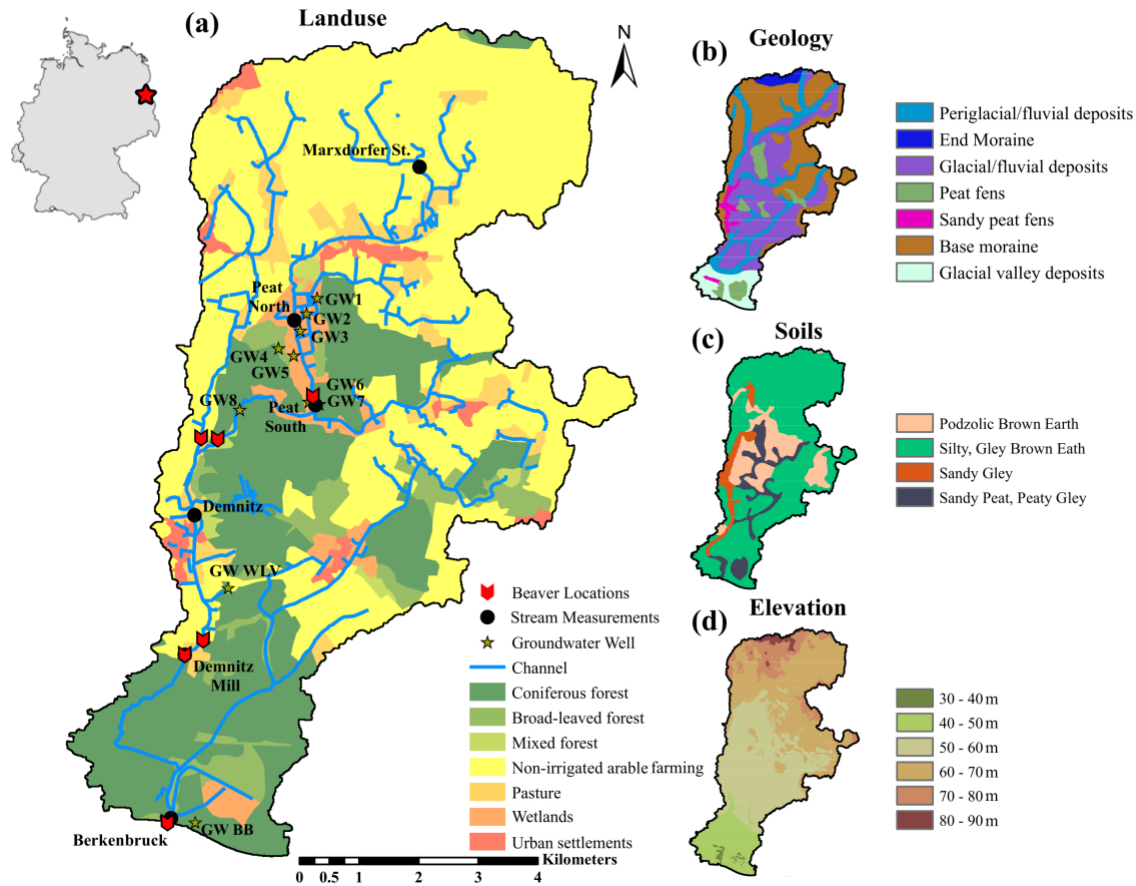 (a)
Landuse
N
Marxdorfer St.
Peat
North
GW1
GW2
GW3
GW4
GW5
GW6
GW7
GW8
Peat
South
Demnitz
GW WLV
Demnitz
Mill
Berkenbruck
GW BB
Beaver Locations
Stream Measurements
Groundwater Well
Channel
Coniferous forest
Broad-leaved forest
Mixed forest
Non-irrigated arable farming
Pasture
Wetlands
Urban settlements
Kilometers
0 0.5 1 2 3 4
(b)
Geology
Periglacial/fluvial deposits
End Moraine
Glacial/fluvial deposits
Peat fens
Sandy peat fens
Base moraine
Glacial valley deposits
(c)
Soils
Podzolic Brown Earth
Silty, Gley Brown Eath
Sandy Gley
Sandy Peat, Peaty Gley
Elevation
(d)
30 - 40 m
40 - 50 m
50 - 60 m
60 - 70 m
70 - 80 m
80 - 90 m